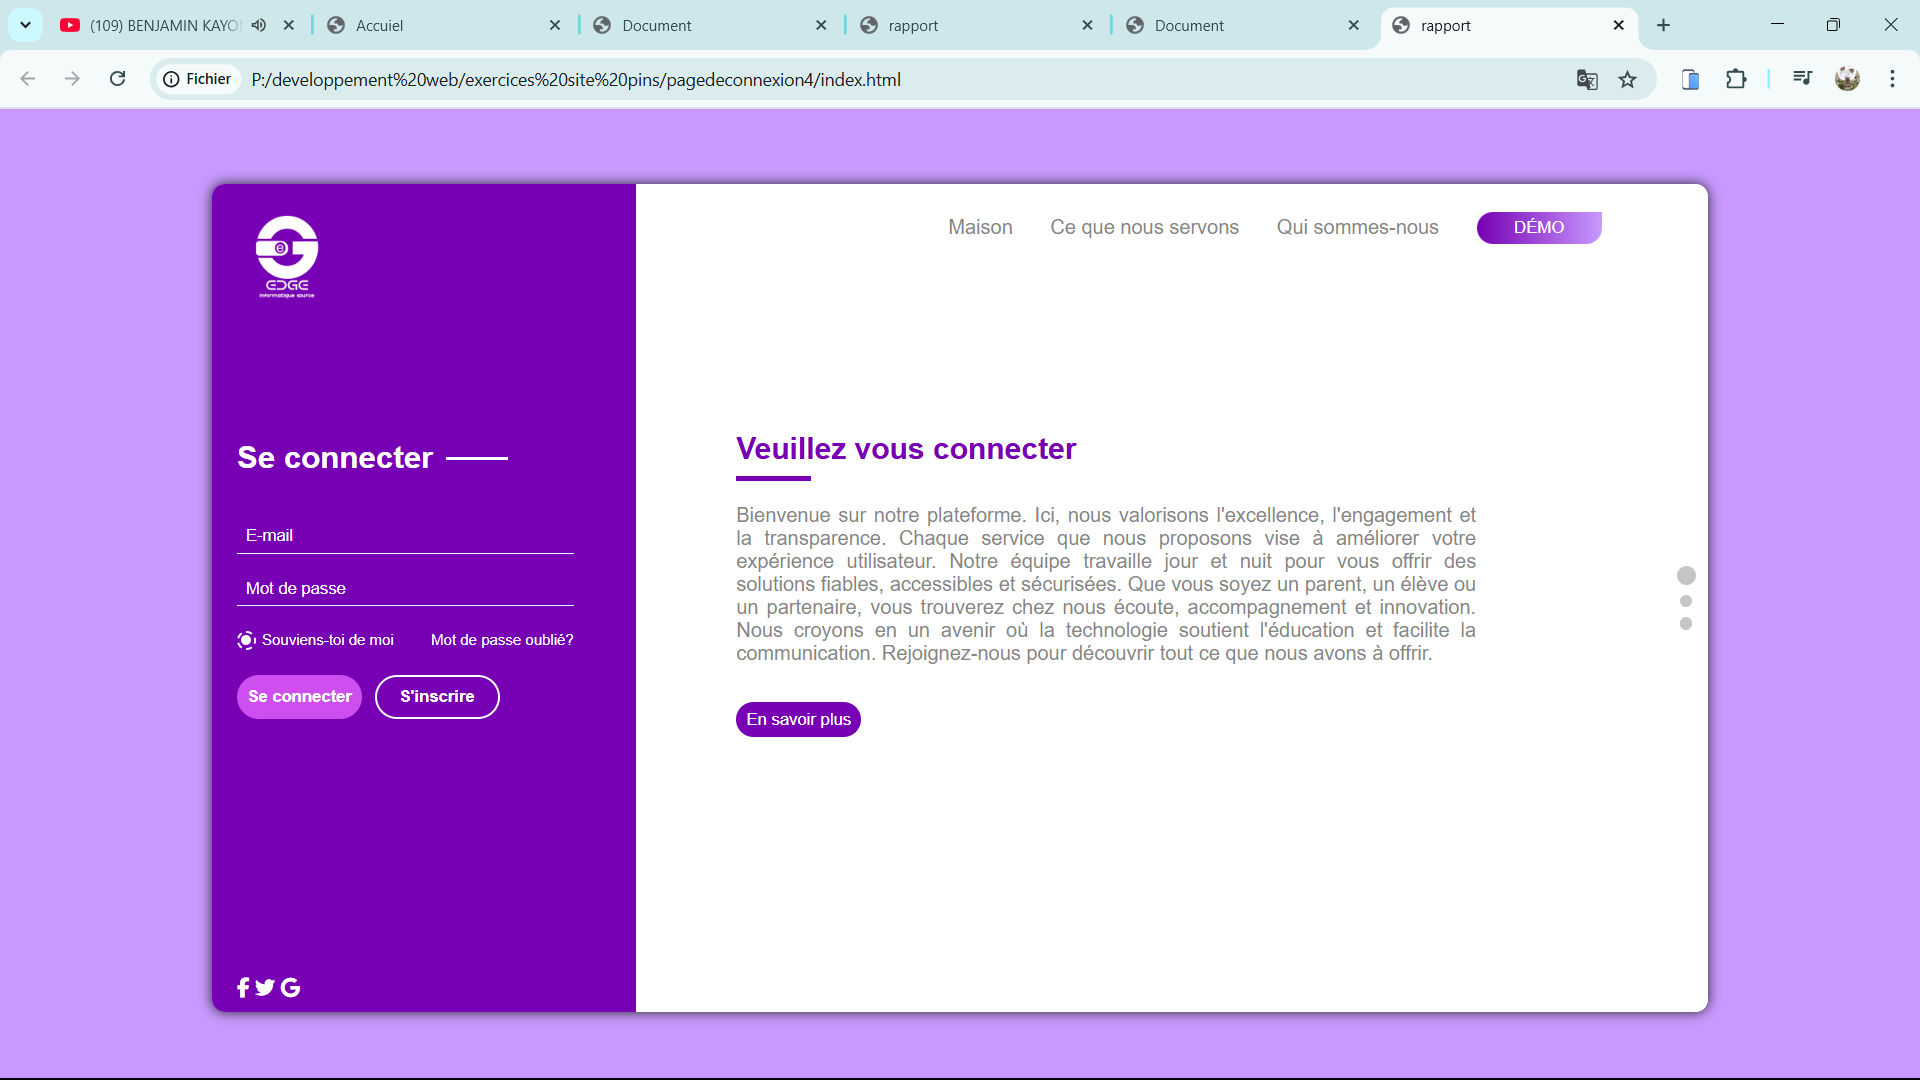 (109) BENJAMIN KAYO
Accuiel
Document
rapport
Document
rapport
Fichier
P:/developpement%20web/exercices%20site%20pins/pagedeconnexion4/index.html
e
EDGE
informatique source
Maison
Ce que nous servons
Qui sommes-nous
DÉMO
Se connecter
E-mail
Mot de passe
Souviens-toi de moi
Mot de passe oublié?
Se connecter
S'inscrire
Veuillez vous connecter
Bienvenue sur notre plateforme. Ici, nous valorisons l'excellence, l'engagement et
la transparence. Chaque service que nous proposons vise à améliorer votre
expérience utilisateur. Notre équipe travaille jour et nuit pour vous offrir des
solutions fiables, accessibles et sécurisées. Que vous soyez un parent, un élève ou
un partenaire, vous trouverez chez nous écoute, accompagnement et innovation.
Nous croyons en un avenir où la technologie soutient l'éducation et facilite la
communication. Rejoignez-nous pour découvrir tout ce que nous avons à offrir.
En savoir plus